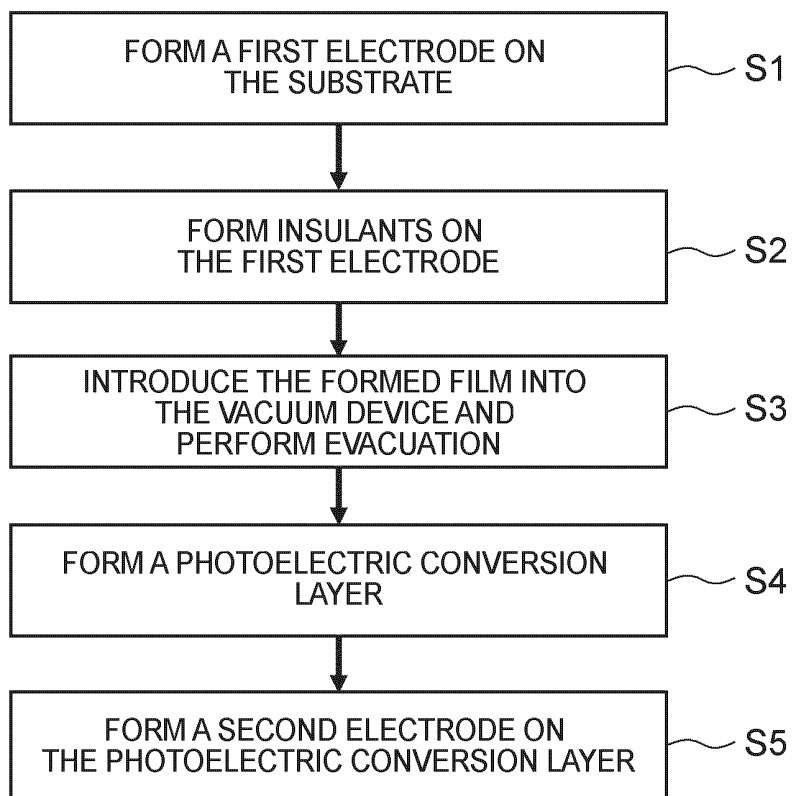 FORM A FIRST ELECTRODE ON
THE SUBSTRATE
S1
FORM INSULANTS ON
THE FIRST ELECTRODE
S2
INTRODUCE THE FORMED FILM INTO
THE VACUUM DEVICE AND
PERFORM EVACUATION
S3
FORM A PHOTOELECTRIC CONVERSION
LAYER
S4
FORM A SECOND ELECTRODE ON
THE PHOTOELECTRIC CONVERSION LAYER
S5